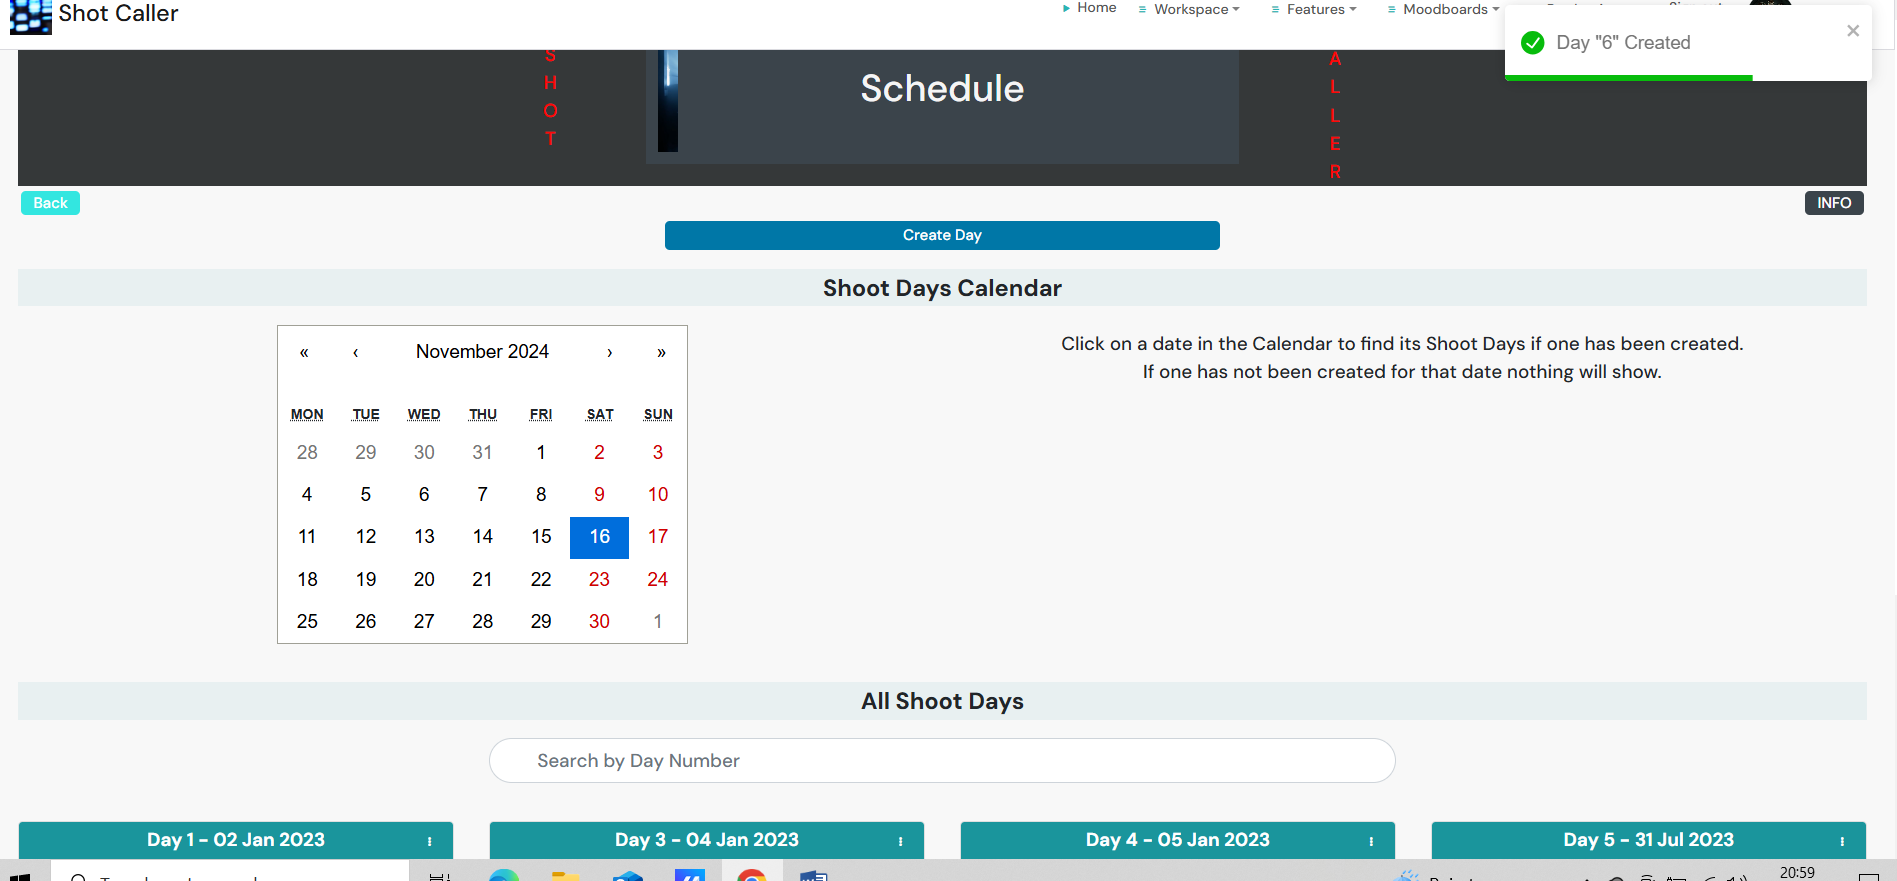 Shot Caller
Home Workspace Features Moodboards
Day "6" Created
S
H
O
T
Schedule
A
L
L
E
R
Back
INFO
Create Day
Shoot Days Calendar
« ‹ November 2024 › »
MON TUE WED THU FRI SAT SUN
28 29 30 31 1 2 3
4 5 6 7 8 9 10
11 12 13 14 15 16 17
18 19 20 21 22 23 24
25 26 27 28 29 30 1
Click on a date in the Calendar to find its Shoot Days if one has been created.
If one has not been created for that date nothing will show.
All Shoot Days
Search by Day Number
Day 1 - 02 Jan 2023
Day 3 - 04 Jan 2023
Day 4 - 05 Jan 2023
Day 5 - 31 Jul 2023
20:59